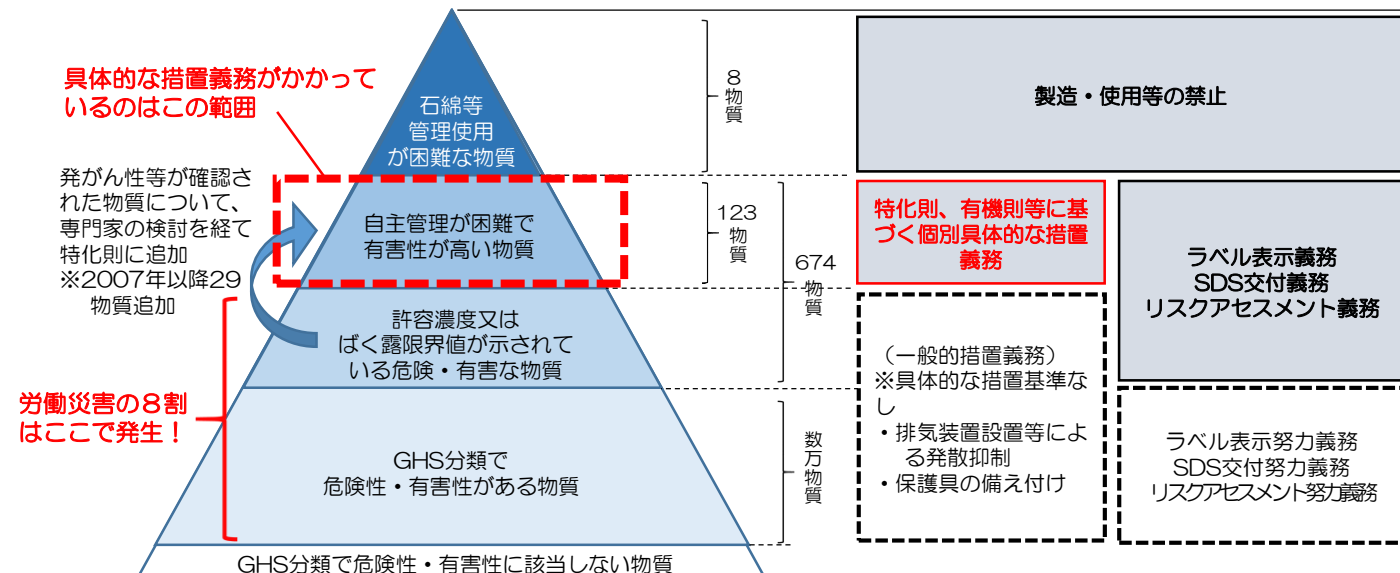 具体的な措置義務がかかって
いるのはこの範囲
発がん性等が確認さ
れた物質について、
専門家の検討を経て
特化則に追加
※2007年以降29
物質追加
労働災害の８割
はここで発生！
石綿等
管理使用
が困難な物質
自主管理が困難で
有害性が高い物質
許容濃度又は
ばく露限界値が示されて
いる危険・有害な物質
GHS分類で
危険性・有害性がある物質
GHS分類で危険性・有害性に該当しない物質
8
物
質
123
物
質
674
物
質
数
万
物
質
製造・使用等の禁止
特化則、有機則等に基
づく個別具体的な措置
義務
（一般的措置義務）
※具体的な措置基準な
し
・排気装置設置等によ
る発散抑制
・保護具の備え付け
ラベル表示義務
SDS交付義務
リスクアセスメント義務
ラベル表示努力義務
SDS交付努力義務
リスクアセスメント努力義務